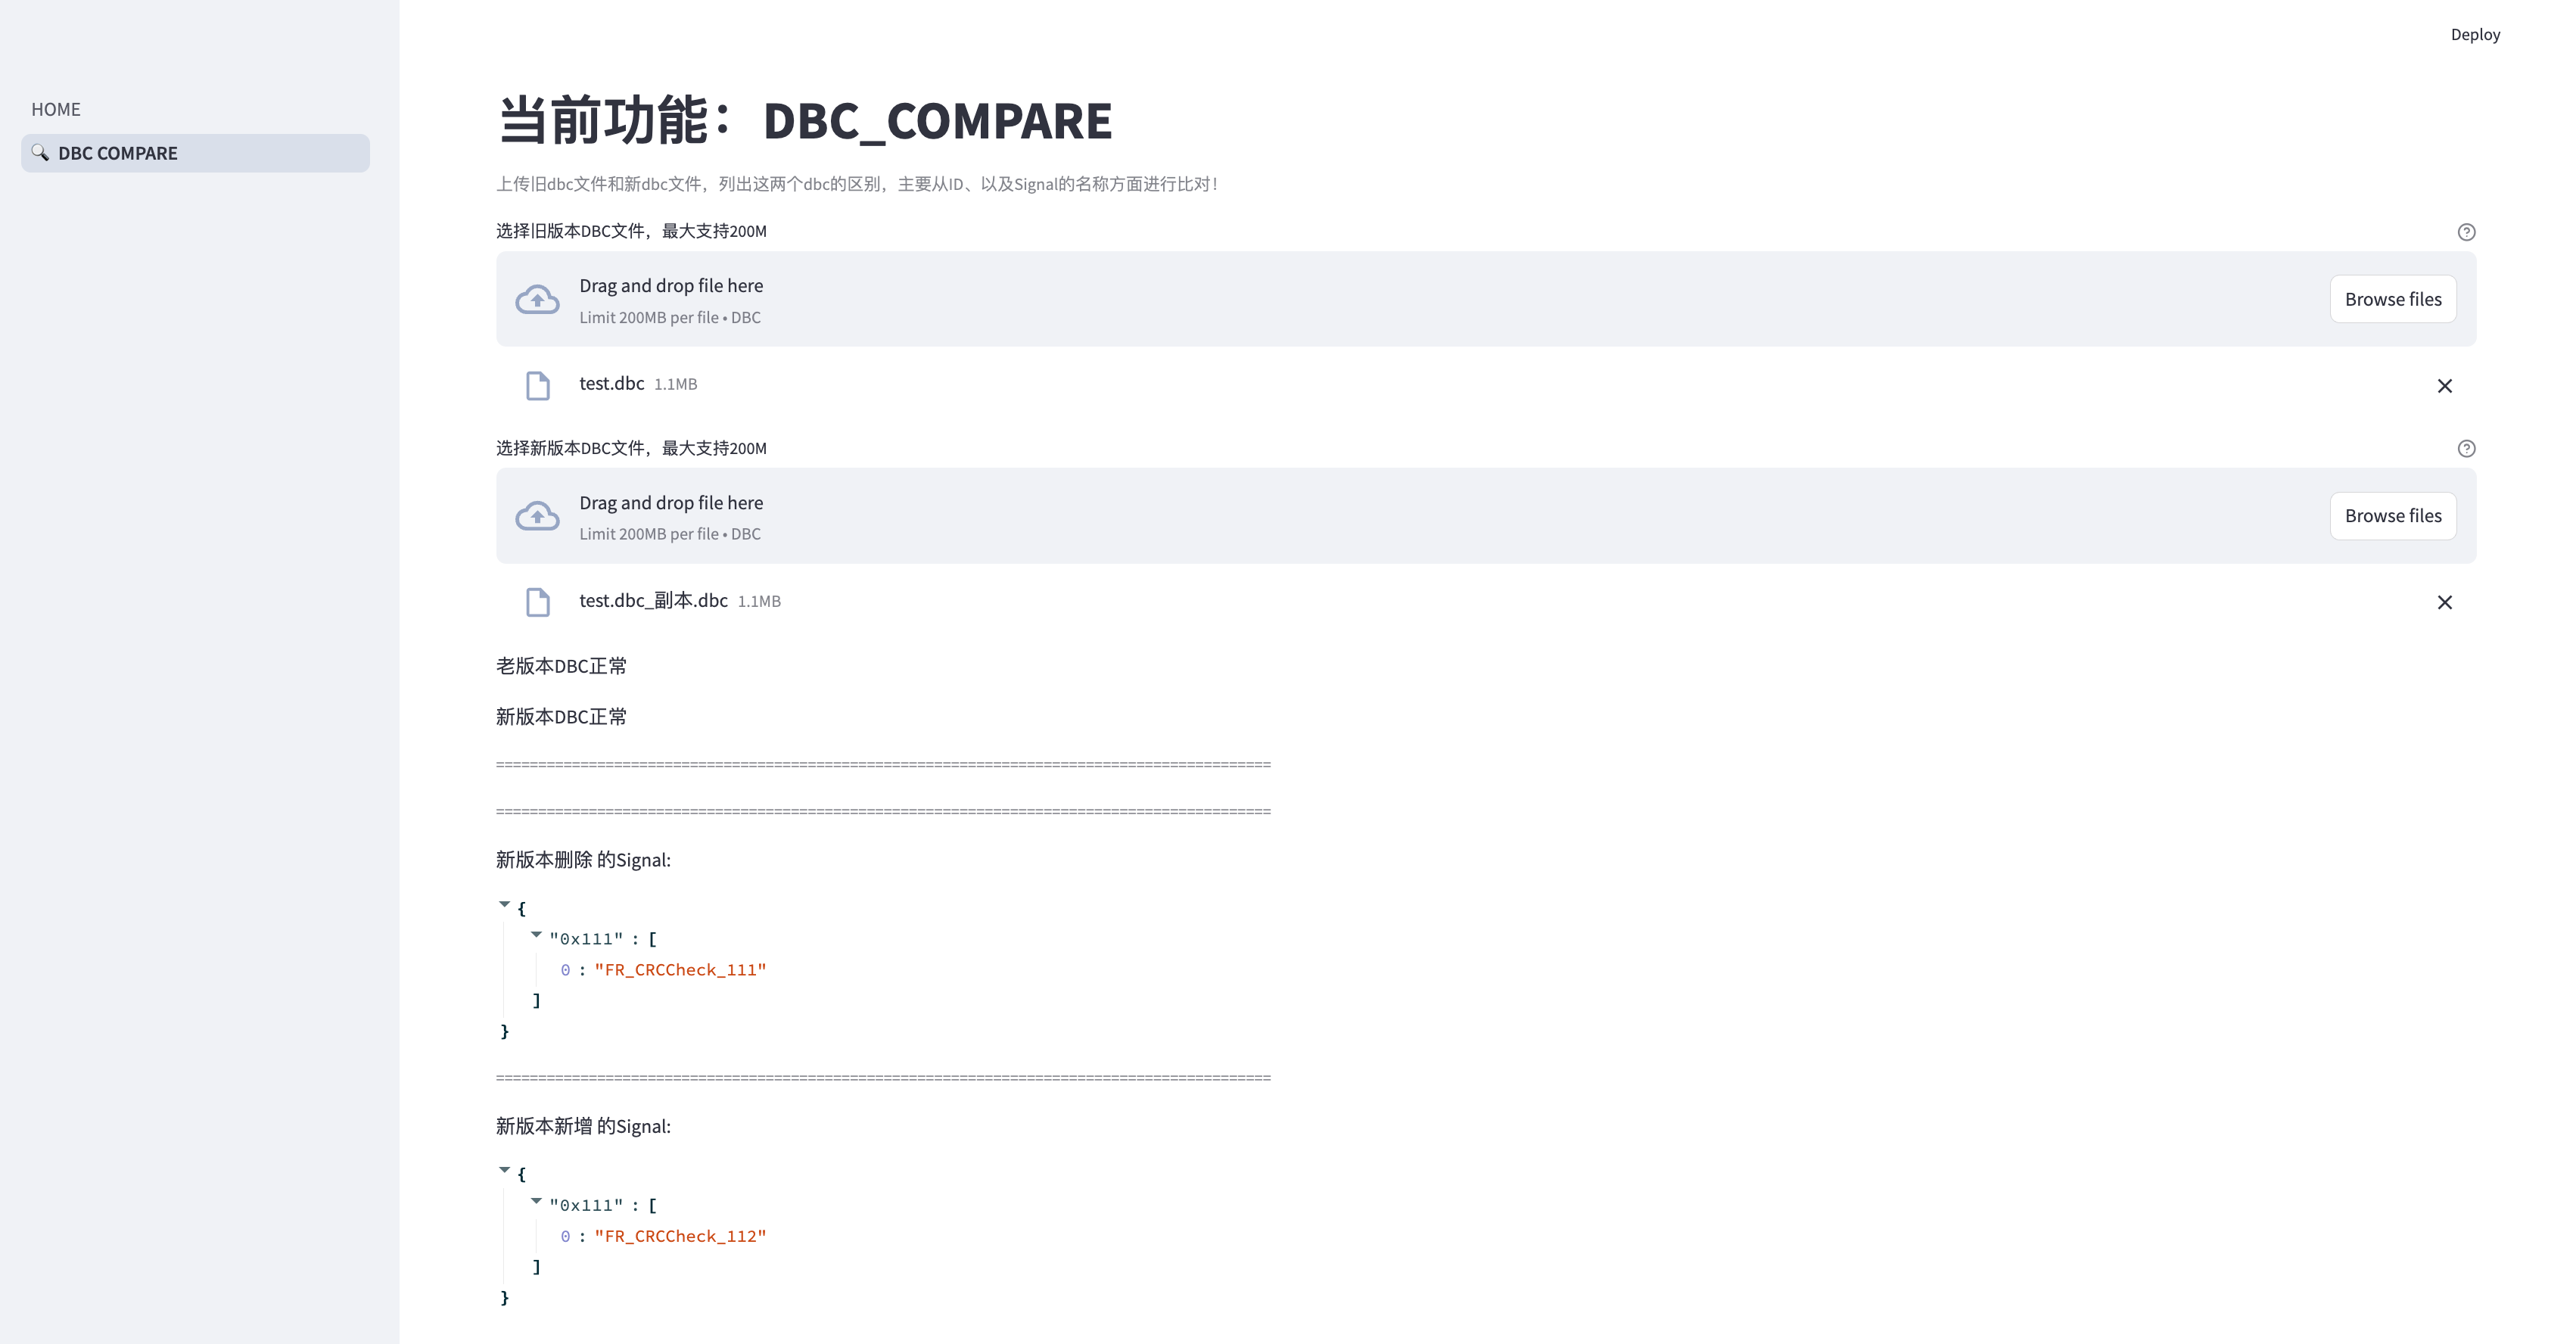 Deploy
HOME
DBC COMPARE
当前功能：DBC_COMPARE
上传旧dbc文件和新dbc文件，列出这两个dbc的区别，主要从ID、以及Signal的名称方面进行比对！
选择旧版本DBC文件，最大支持200M
Drag and drop file here
Limit 200MB per file • DBC
Browse files
test.dbc 1.1MB
选择新版本DBC文件，最大支持200M
Drag and drop file here
Limit 200MB per file • DBC
Browse files
test.dbc_副本.dbc 1.1MB
老版本DBC正常
新版本DBC正常
============================================================================================
============================================================================================
新版本删除 的Signal:
{
"0x111" : [
0 : "FR_CRCCheck_111"
]
}
============================================================================================
新版本新增 的Signal:
{
"0x111" : [
0 : "FR_CRCCheck_112"
]
}